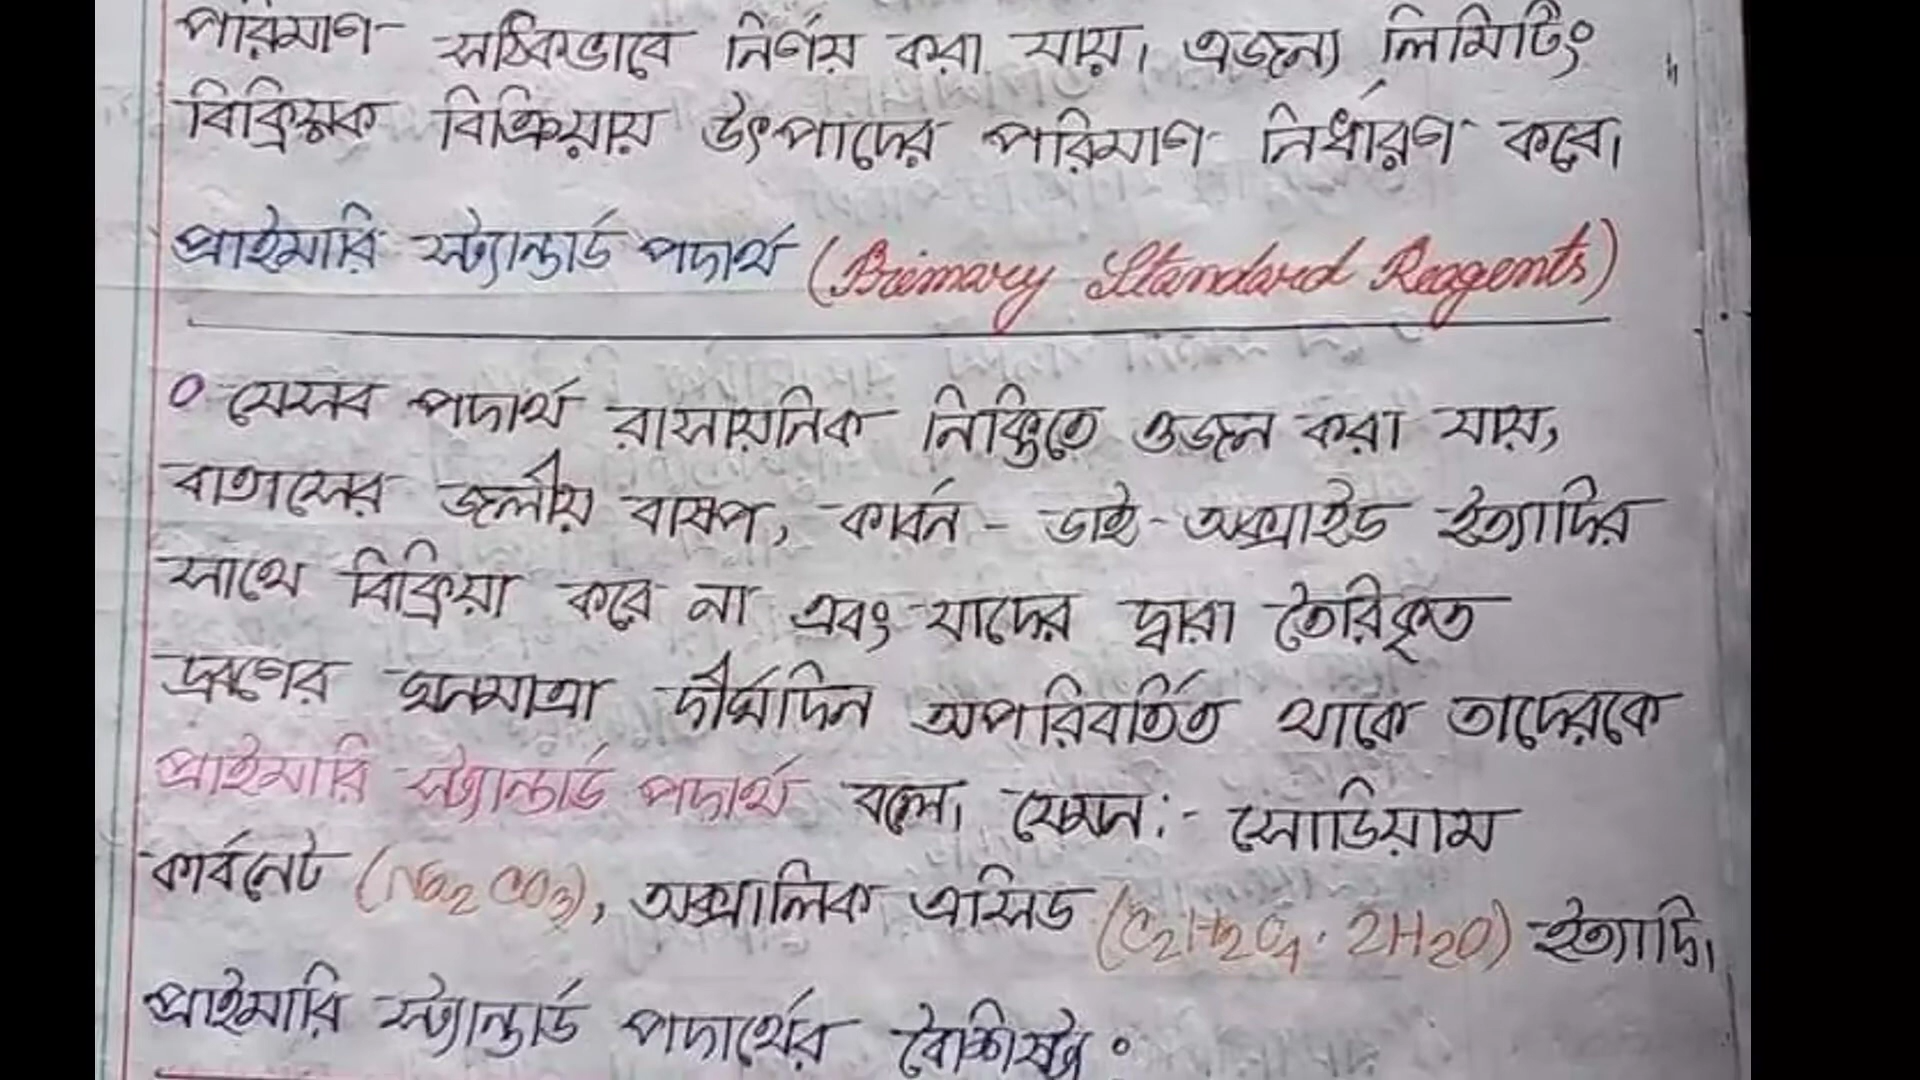 পরিমাণ সঠিকভাবে নির্ণয় করা যায়। এজন্য লিমিটিং
বিক্রিয়ক বিক্রিয়ায় উৎপাদের পরিমাণ নির্ধারণ করে।
প্রাইমারি স্ট্যান্ডার্ড পদার্থ (Primary Standard Reagents)
০ যেসব পদার্থ রাসায়নিক নিক্তিতে ওজন করা যায়,
বাতাসের জলীয় বাষ্প, কার্বন - ডাই - অক্সাইড ইত্যাদির
সাথে বিক্রিয়া করে না এবং যাদের দ্বারা তৈরিকৃত
দ্রবণের ঘনমাত্রা দীর্ঘদিন অপরিবর্তিত থাকে তাদেরকে
প্রাইমারি স্ট্যান্ডার্ড পদার্থ বলে। যেমন:- সোডিয়াম
কার্বনেট (Na₂CO₃), অক্সালিক এসিড (C₂H₂O₄. 2H₂O) ইত্যাদি।
প্রাইমারি স্ট্যান্ডার্ড পদার্থের বৈশিষ্ট্য :